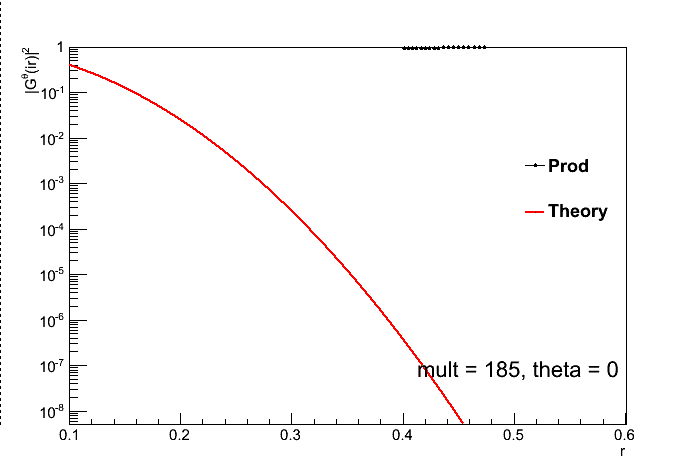 |G^θ(ir)|²
1
10⁻¹
10⁻²
10⁻³
10⁻⁴
10⁻⁵
10⁻⁶
10⁻⁷
10⁻⁸
Prod
Theory
mult = 185, theta = 0
0.1 0.2 0.3 0.4 0.5 0.6
r